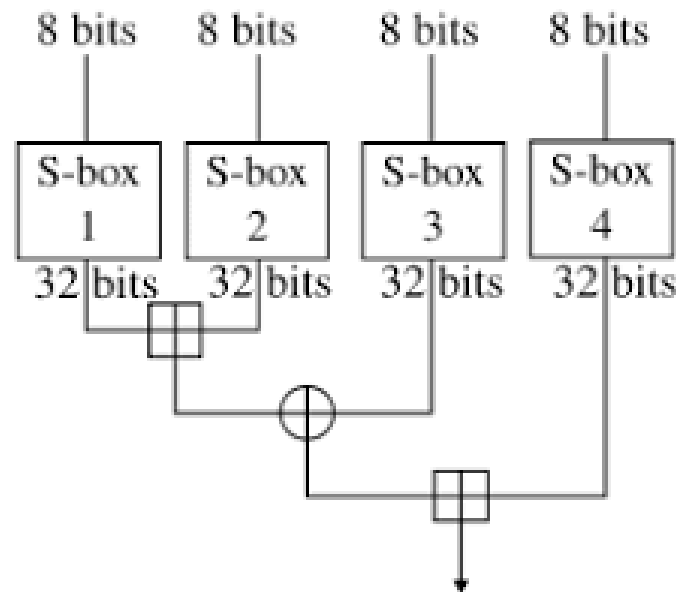 8 bits 8 bits 8 bits 8 bits
S-box S-box S-box S-box
1 2 3 4
32 bits 32 bits 32 bits 32 bits